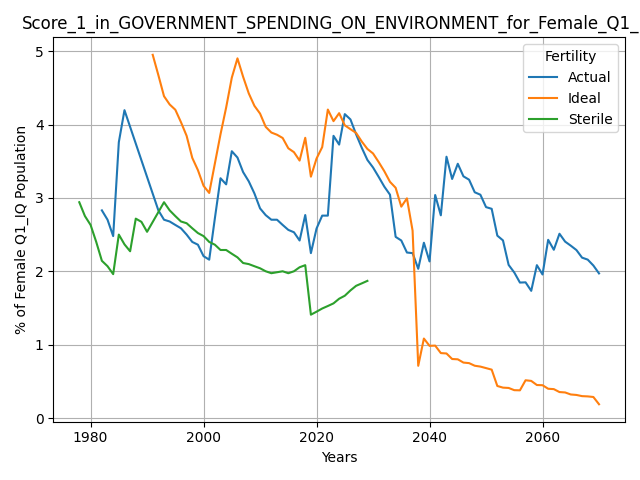 Score_1_in_GOVERNMENT_SPENDING_ON_ENVIRONMENT_for_Female_Q1_
Fertility
Actual
Ideal
Sterile
% of Female Q1_IQ Population
5
4
3
2
1
0
1980 2000 2020 2040 2060
Years